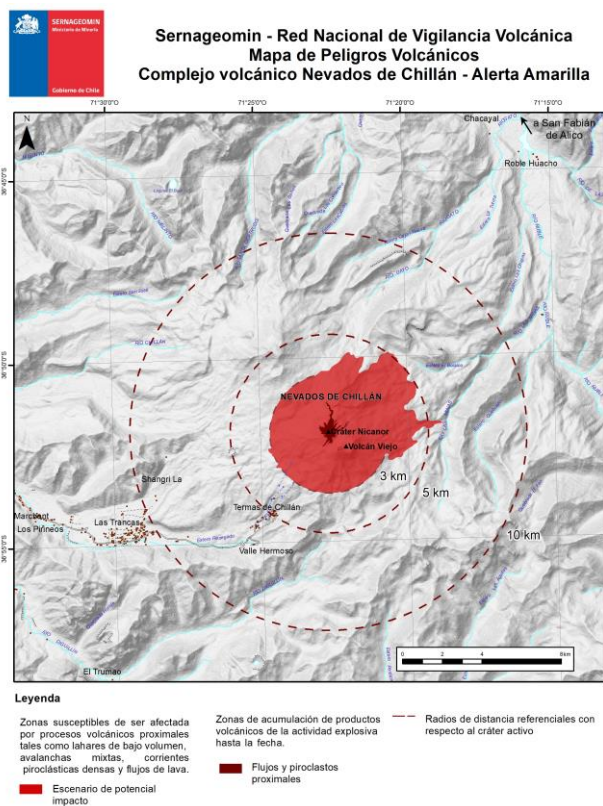 SERNAGEOMIN
Ministerio de Minería
Gobierno de Chile
Sernageomin - Red Nacional de Vigilancia Volcánica
Mapa de Peligros Volcánicos
Complejo volcánico Nevados de Chillán - Alerta Amarilla
71°30'0"O
71°25'0"O
71°20'0"O
71°15'0"O
N
Chacayal
a San Fabián
de Alico
Roble Huacho
36°45'0"S
36°50'0"S
RIO CHILLAN
NEVADOS DE CHILLÁN
Cráter Nicanor
Volcán Viejo
3 km
5 km
10 km
Shangri La
Termas de Chillán
Marchant
Las Trancas
Los Pirineos
Valle Hermoso
36°55'0"S
El Trumao
0 2 4 8km
Leyenda
Zonas susceptibles de ser afectada
por procesos volcánicos proximales
tales como lahares de bajo volumen,
avalanchas mixtas, corrientes
piroclásticas densas y flujos de lava.
Escenario de potencial
impacto
Zonas de acumulación de productos
volcánicos de la actividad explosiva
hasta la fecha.
Flujos y piroclastos
proximales
Radios de distancia referenciales con
respecto al cráter activo